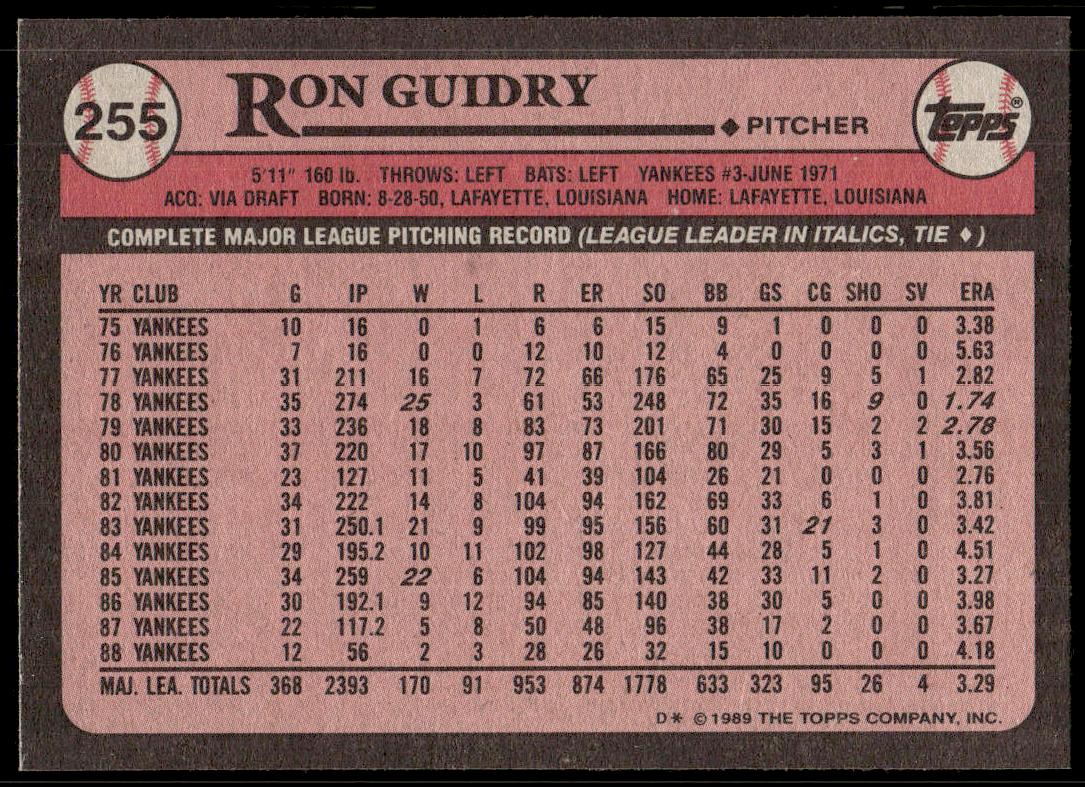 255
RON GUIDRY
topps®
◆ PITCHER
5'11" 160 lb. THROWS: LEFT BATS: LEFT YANKEES #3-JUNE 1971
ACQ: VIA DRAFT BORN: 8-28-50, LAFAYETTE, LOUISIANA HOME: LAFAYETTE, LOUISIANA
COMPLETE MAJOR LEAGUE PITCHING RECORD (LEAGUE LEADER IN ITALICS, TIE ♦)
YR CLUB G IP W L R ER SO BB GS CG SHO SV ERA
75 YANKEES 10 16 0 1 6 6 15 9 1 0 0 0 3.38
76 YANKEES 7 16 0 0 12 10 12 4 0 0 0 0 5.63
77 YANKEES 31 211 16 7 72 66 176 65 25 9 5 1 2.82
78 YANKEES 35 274 25 3 61 53 248 72 35 16 9 0 1.74
79 YANKEES 33 236 18 8 83 73 201 71 30 15 2 2 2.78
80 YANKEES 37 220 17 10 97 87 166 80 29 5 3 1 3.56
81 YANKEES 23 127 11 5 41 39 104 26 21 0 0 0 2.76
82 YANKEES 34 222 14 8 104 94 162 69 33 6 1 0 3.81
83 YANKEES 31 250.1 21 9 99 95 156 60 31 21 3 0 3.42
84 YANKEES 29 195.2 10 11 102 98 127 44 28 5 1 0 4.51
85 YANKEES 34 259 22 6 104 94 143 42 33 11 2 0 3.27
86 YANKEES 30 192.1 9 12 94 85 140 38 30 5 0 0 3.98
87 YANKEES 22 117.2 5 8 50 48 96 38 17 2 0 0 3.67
88 YANKEES 12 56 2 3 28 26 32 15 10 0 0 0 4.18
MAJ. LEA. TOTALS 368 2393 170 91 953 874 1778 633 323 95 26 4 3.29
D* © 1989 THE TOPPS COMPANY, INC.